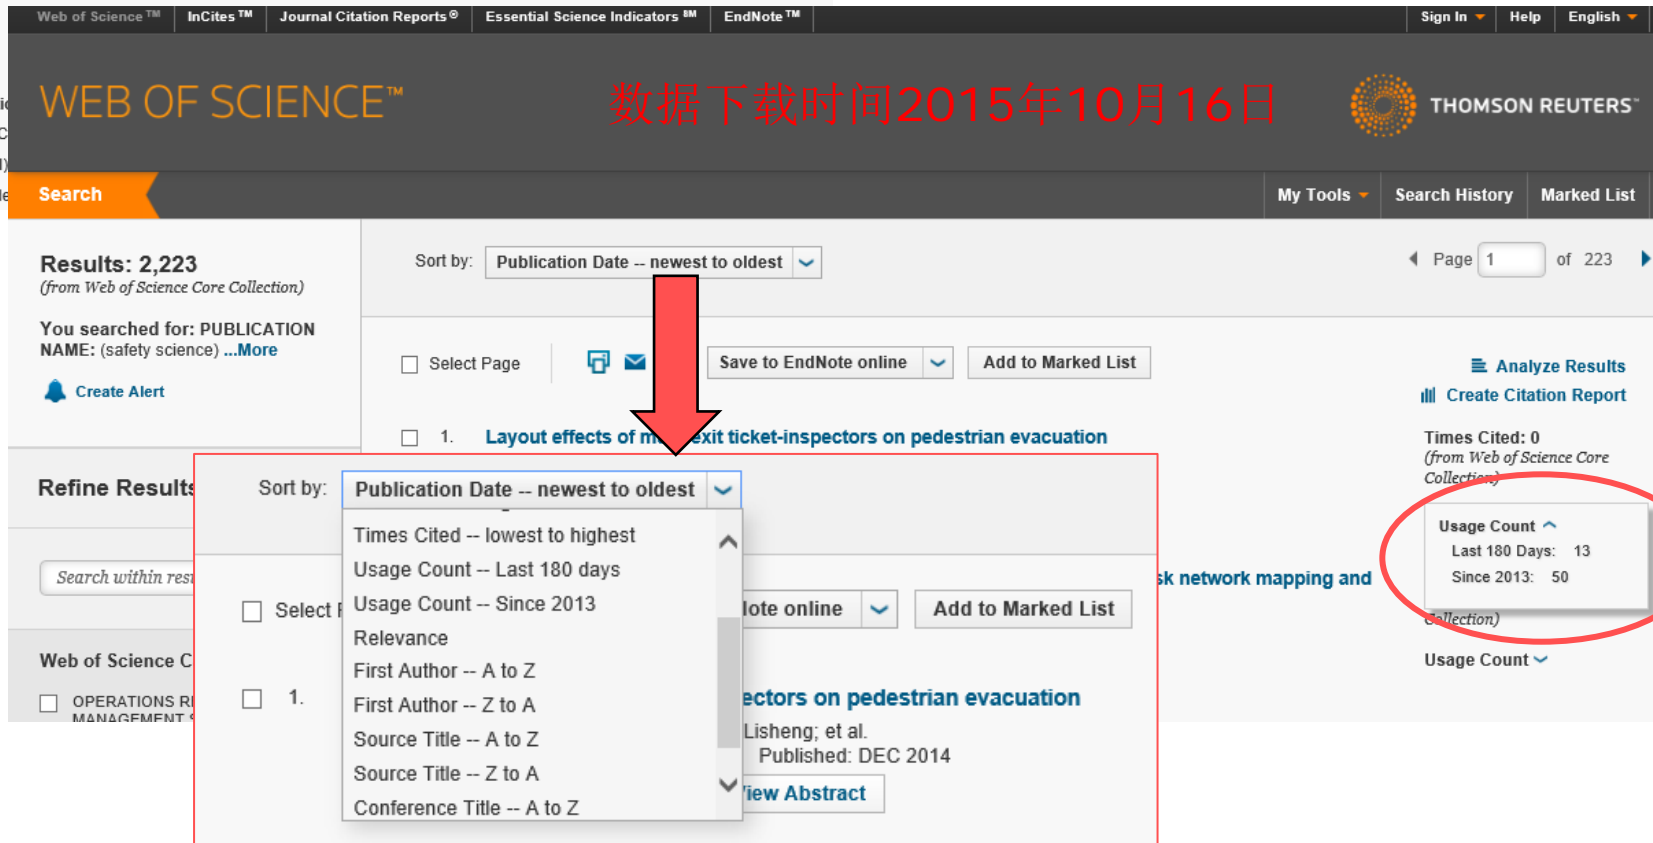 Web of Science™ InCites™ Journal Citation Reports® Essential Science Indicators℠ EndNote™ Sign In Help English
WEB OF SCIENCE™ 数据下载时间2015年10月16日 THOMSON REUTERS™
Search My Tools Search History Marked List
Results: 2,223
(from Web of Science Core Collection)
You searched for: PUBLICATION
NAME: (safety science) ...More
Create Alert
Sort by: Publication Date -- newest to oldest
Page 1 of 223
Select Page Save to EndNote online Add to Marked List
Analyze Results
Create Citation Report
1. Layout effects of exit ticket-inspectors on pedestrian evacuation
Times Cited: 0
(from Web of Science Core
Collection)
Usage Count
Last 180 Days: 13
Since 2013: 50
sk network mapping and
Collection)
Usage Count
Refine Results
Search within res
Web of Science C
OPERATIONS R
MANAGEMENT
Sort by: Publication Date -- newest to oldest
Times Cited -- lowest to highest
Usage Count -- Last 180 days
Usage Count -- Since 2013
Relevance
First Author -- A to Z
First Author -- Z to A
Source Title -- A to Z
Source Title -- Z to A
Conference Title -- A to Z
Select lote online Add to Marked List
1. ectors on pedestrian evacuation
Lisheng; et al.
Published: DEC 2014
iew Abstract